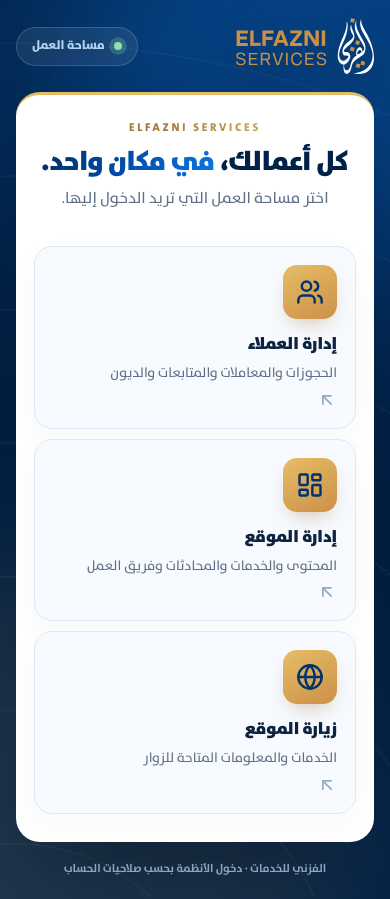 ELFAZNI
SERVICES
مساحة العمل
ELFAZNI SERVICES
كل أعمالك، في مكان واحد.
اختر مساحة العمل التي تريد الدخول إليها.
إدارة العملاء
الحجوزات والمعاملات والمتابعات والديون
إدارة الموقع
المحتوى والخدمات والمحادثات وفريق العمل
زيارة الموقع
الخدمات والمعلومات المتاحة للزوار
الفزني للخدمات · دخول الأنظمة بحسب صلاحيات الحساب